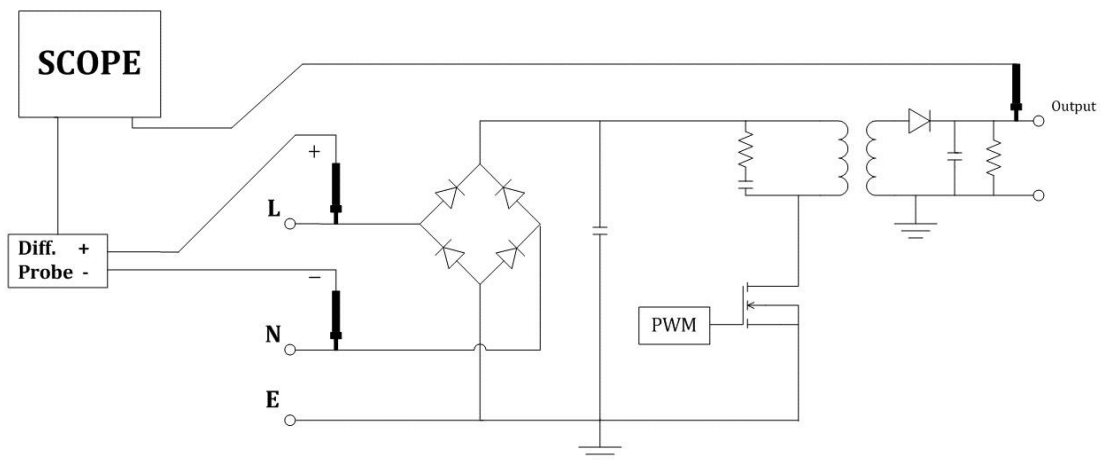 SCOPE
Output
+
L
Diff. +
Probe -
−
N
PWM
E